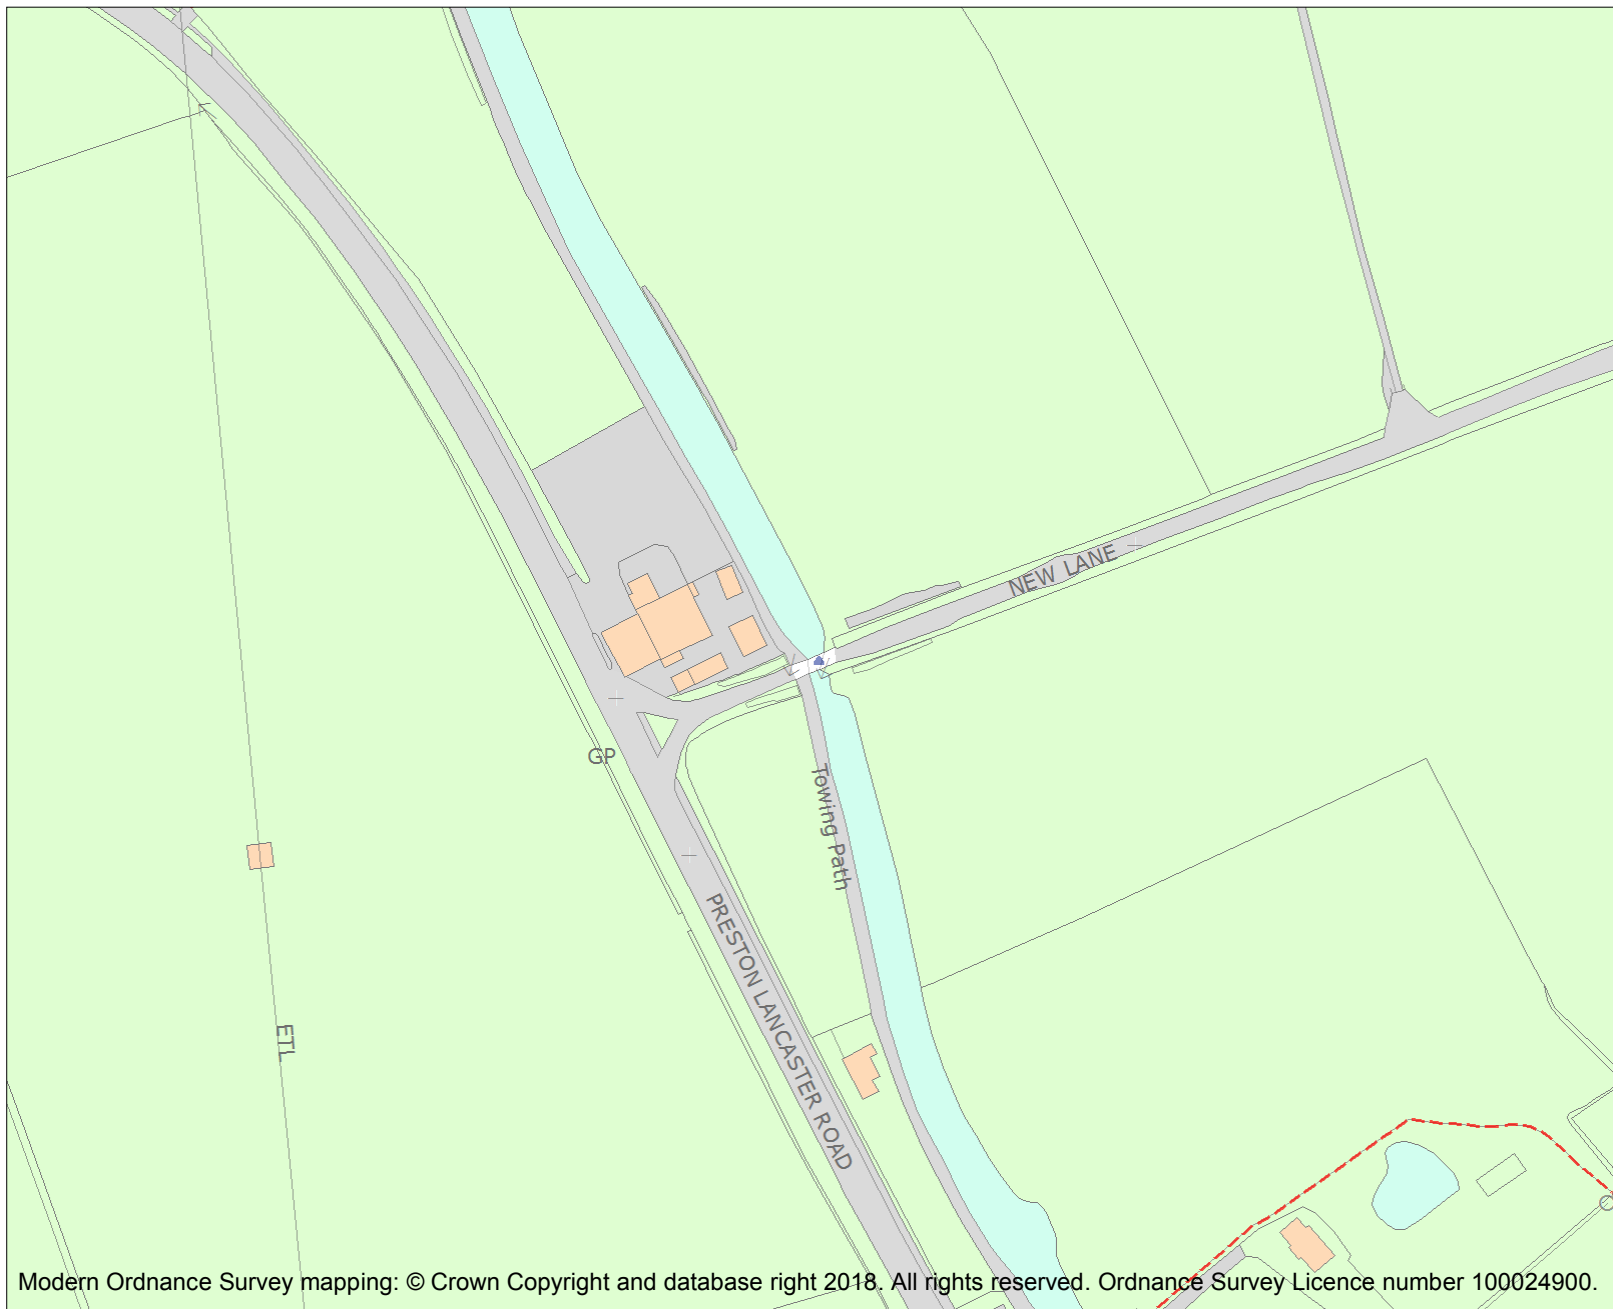 NEW LANE
GP
Towing Path
PRESTON LANCASTER ROAD
ETL
Modern Ordnance Survey mapping: © Crown Copyright and database right 2018. All rights reserved. Ordnance Survey Licence number 100024900.